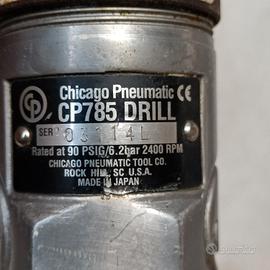 Chicago Pneumatic CE
CP785 DRILL
SER 03114L
Rated at 90 PSIG/6.2bar 2400 RPM
CHICAGO PNEUMATIC TOOL CO.
ROCK HILL, SC U.S.A.
MADE IN JAPAN